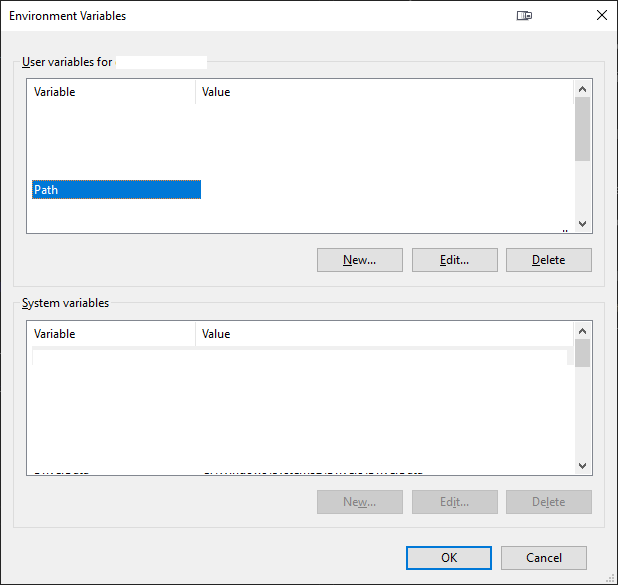 Environment Variables
User variables for
Variable Value
Path
New... Edit... Delete
System variables
Variable Value
New... Edit... Delete
OK Cancel